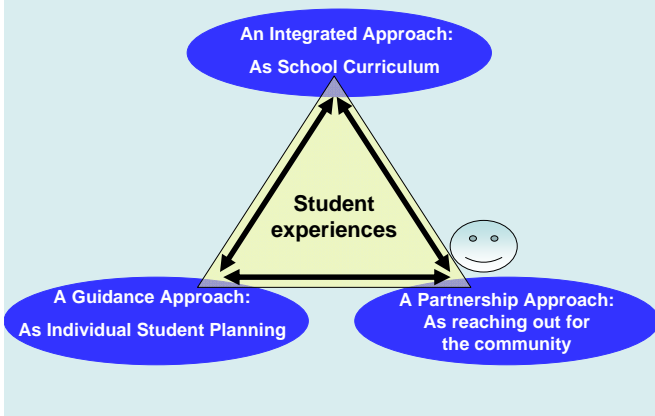 An Integrated Approach:
As School Curriculum
Student
experiences
A Guidance Approach:
As Individual Student Planning
A Partnership Approach:
As reaching out for
the community